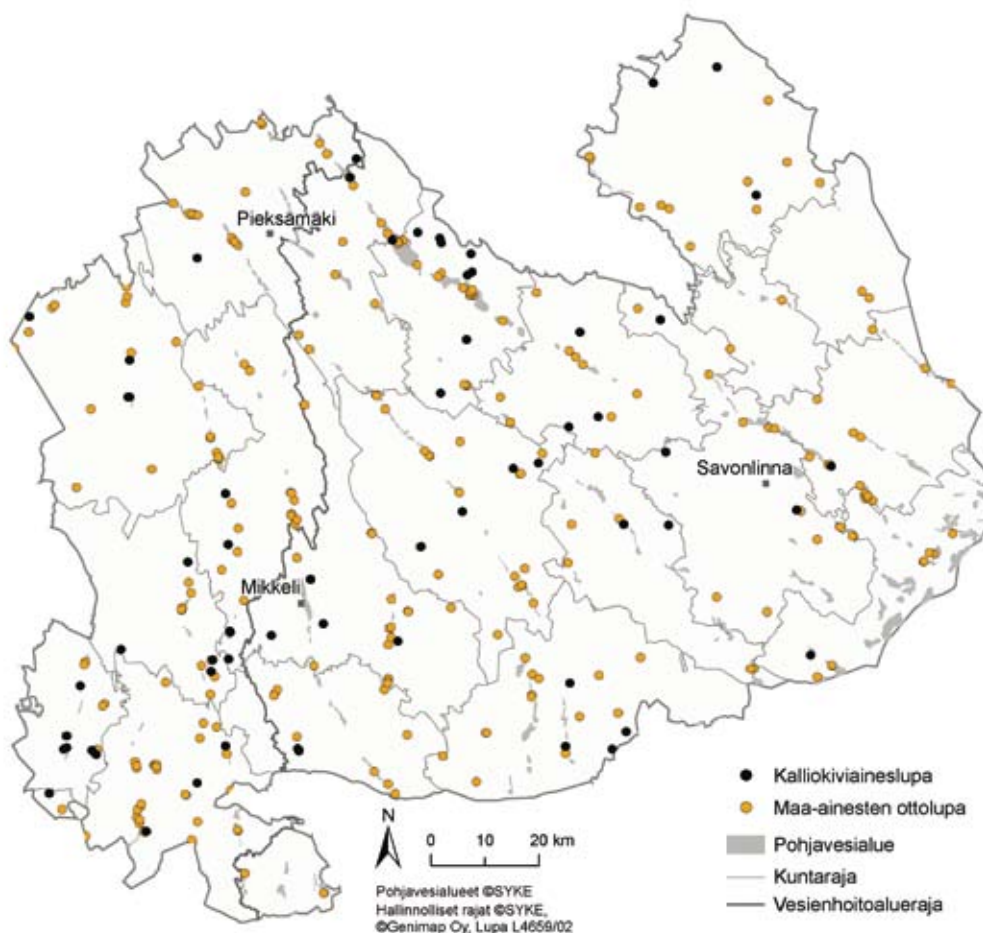 Pieksämäki
Savonlinna
Mikkeli
Kalliokiviaineslupa
Maa-ainesten ottolupa
Pohjavesialue
Kuntaraja
Vesienhoitoalueraja
N
0 10 20 km
Pohjavesialueet ©SYKE
Hallinnolliset rajat ©SYKE,
©Genimap Oy, Lupa L4659/02